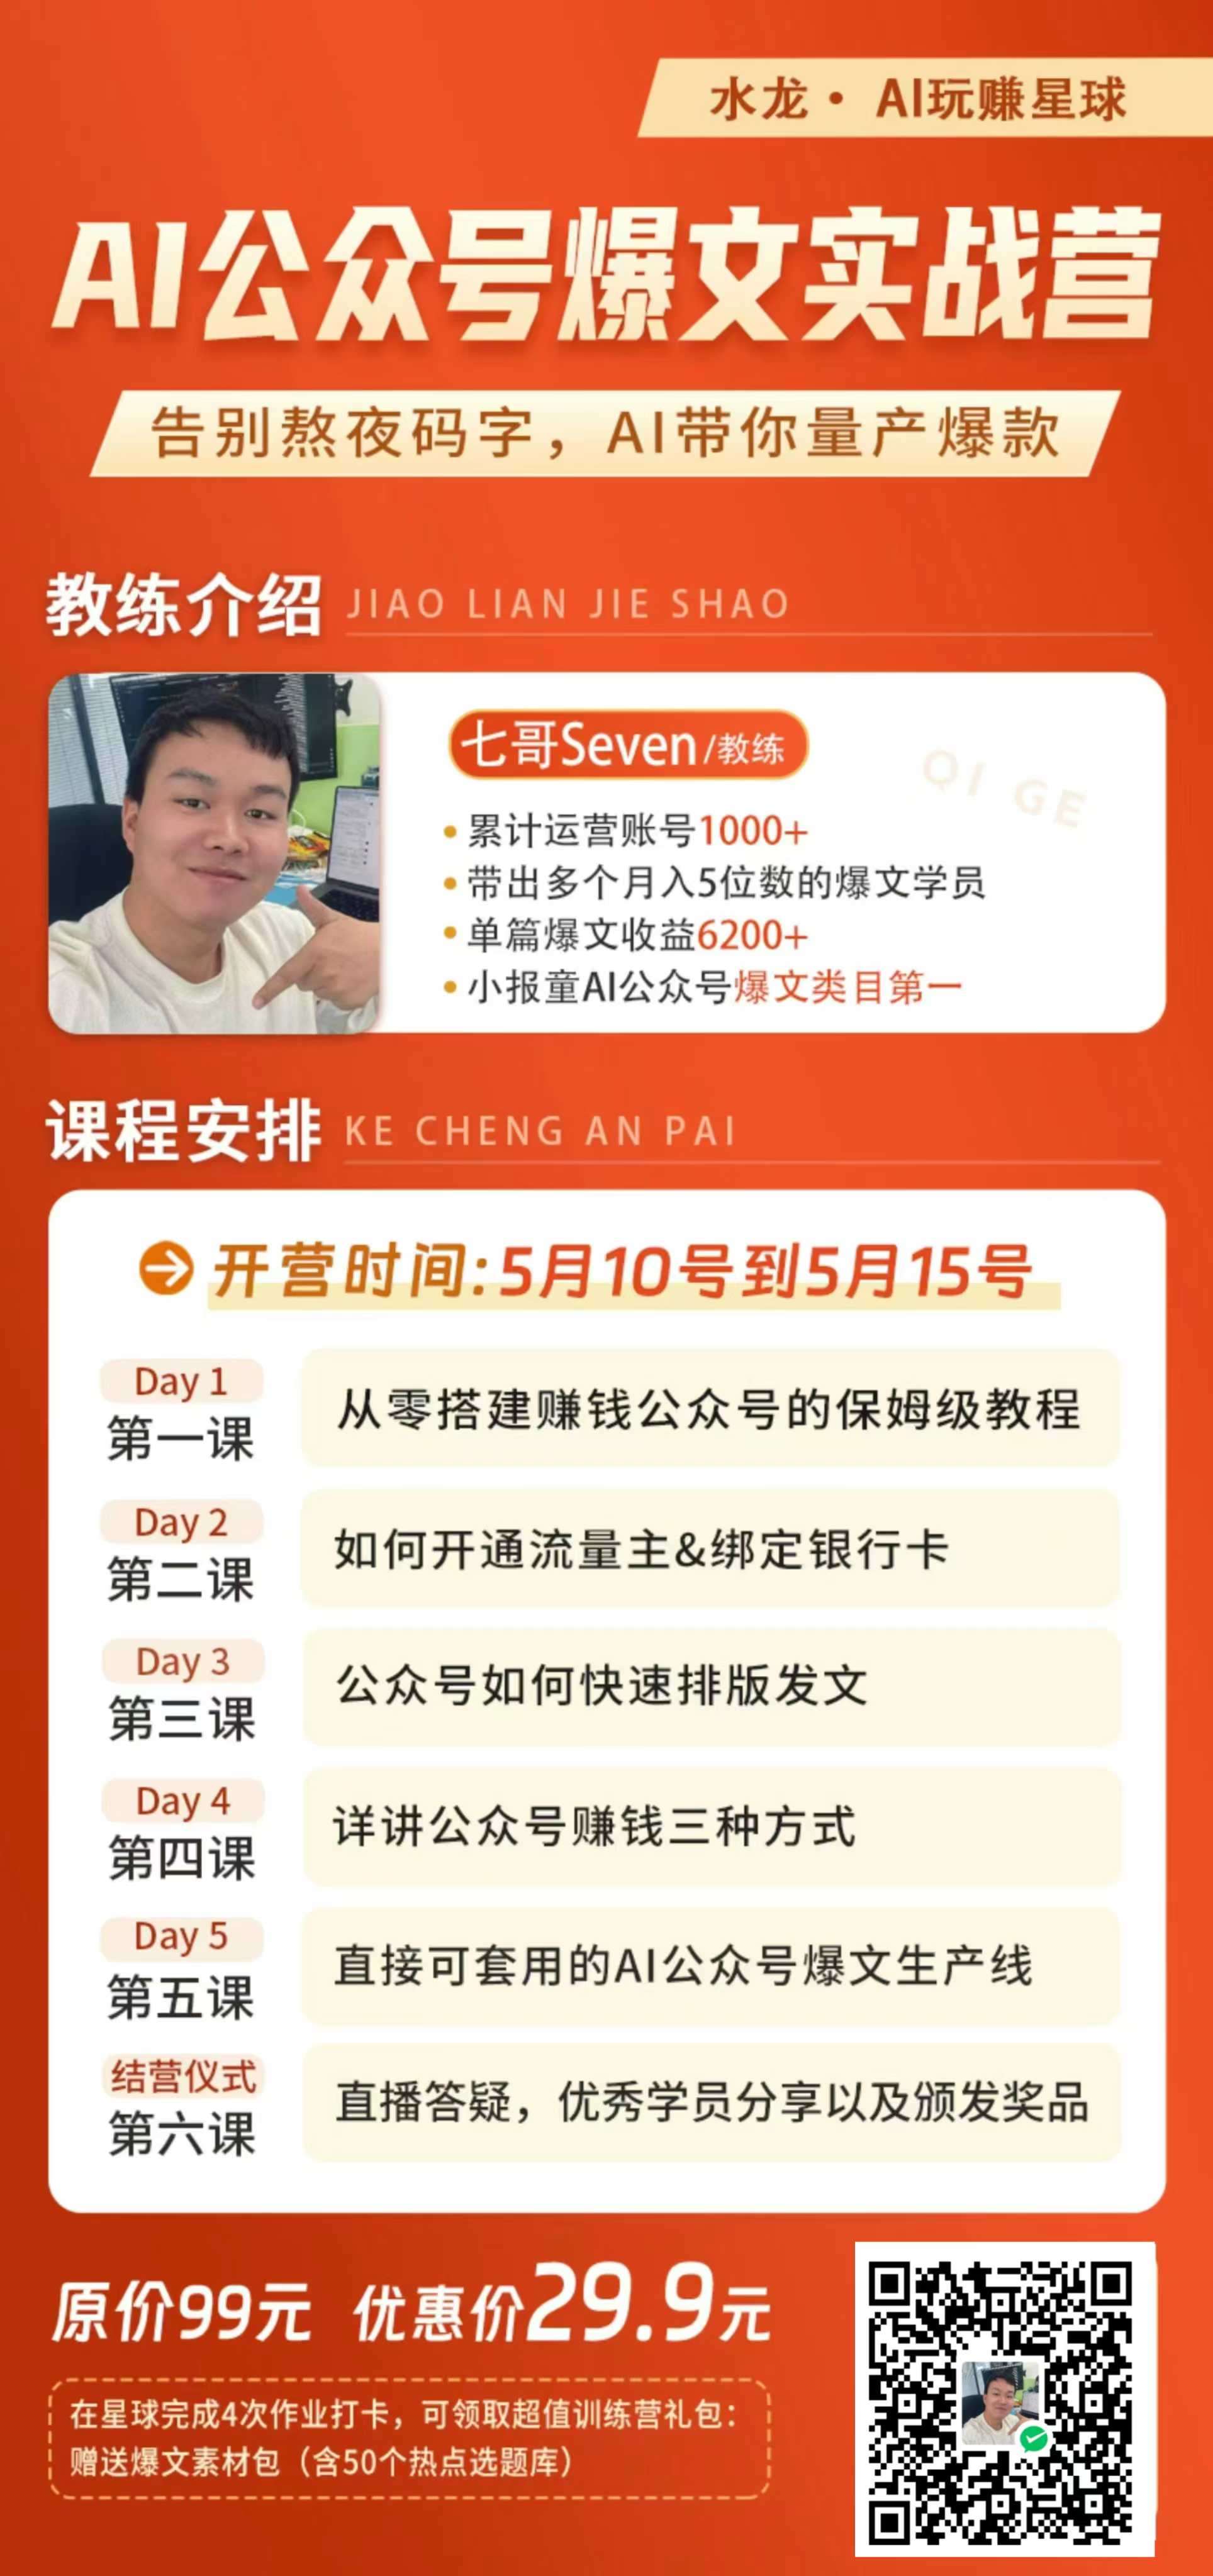 水龙 · AI玩赚星球
AI公众号爆文实战营
告别熬夜码字，AI带你量产爆款
教练介绍 JIAO LIAN JIE SHAO
七哥Seven/教练
QI GE
• 累计运营账号1000+
• 带出多个月入5位数的爆文学员
• 单篇爆文收益6200+
• 小报童AI公众号爆文类目第一
课程安排 KE CHENG AN PAI
开营时间:5月10号到5月15号
Day 1
第一课
从零搭建赚钱公众号的保姆级教程
Day 2
第二课
如何开通流量主&绑定银行卡
Day 3
第三课
公众号如何快速排版发文
Day 4
第四课
详讲公众号赚钱三种方式
Day 5
第五课
直接可套用的AI公众号爆文生产线
结营仪式
第六课
直播答疑，优秀学员分享以及颁发奖品
原价99元 优惠价29.9元
在星球完成4次作业打卡，可领取超值训练营礼包：
赠送爆文素材包（含50个热点选题库）